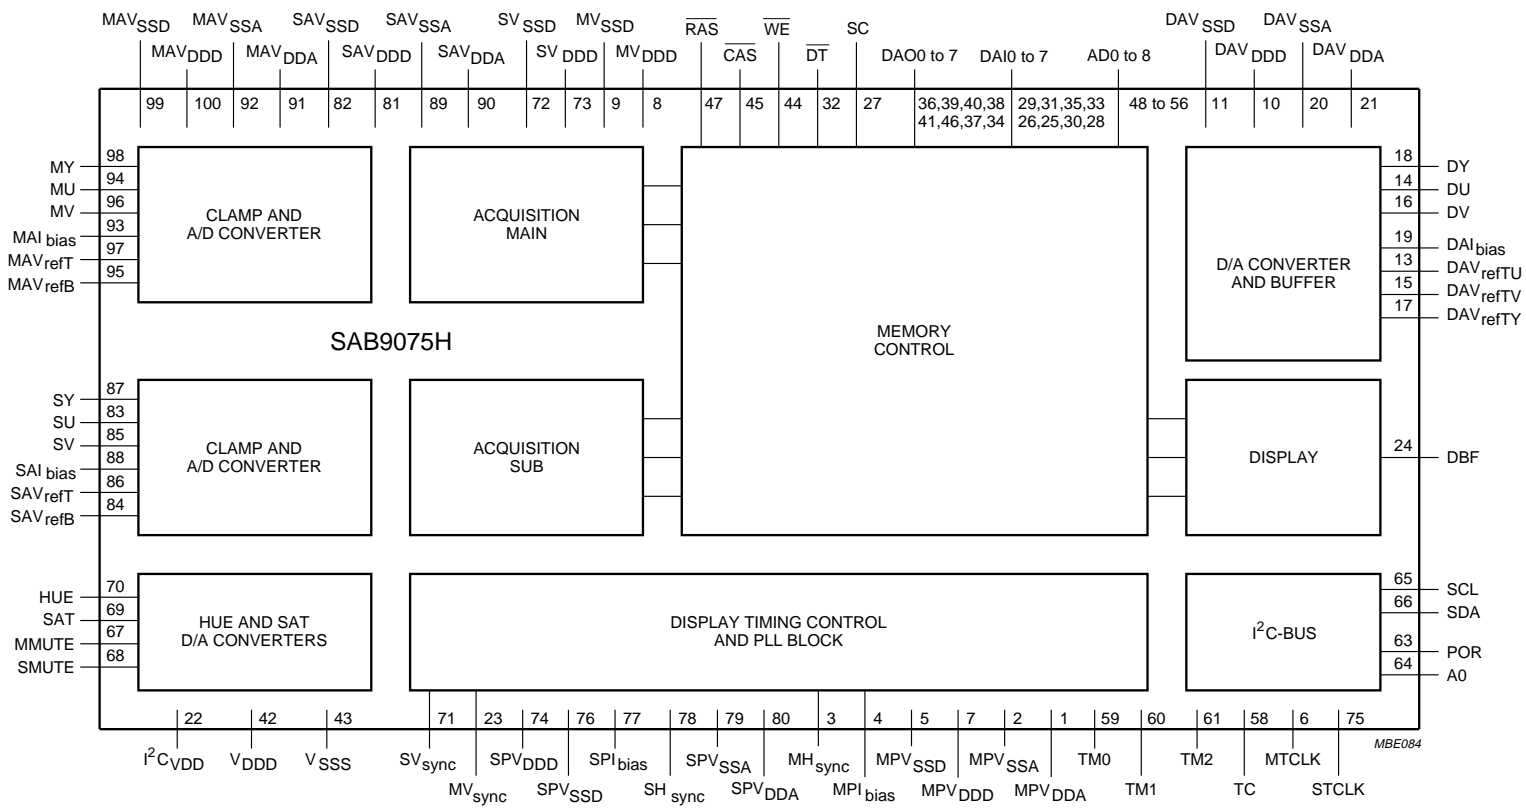 MAVSSD MAVSSA SAVSSD SAVSSA SVSSD MVSSD RAS WE SC DAVSSD DAVSSA
MAVDDD MAVDDA SAVDDD SAVDDA SVDDD MVDDD CAS DT DAO0 to 7 DAI0 to 7 AD0 to 8 DAVDDD DAVDDA
99 100 92 91 82 81 89 90 72 73 9 8 47 45 44 32 27 36,39,40,38 29,31,35,33 48 to 56 11 10 20 21
41,46,37,34 26,25,30,28
98
MY
94
MU
96
MV
93
MAI bias
97
MAVrefT
95
MAVrefB
CLAMP AND
A/D CONVERTER
ACQUISITION
MAIN
MEMORY
CONTROL
D/A CONVERTER
AND BUFFER
18
DY
14
DU
16
DV
19
DAIbias
13
DAVrefTU
15
DAVrefTV
17
DAVrefTY
SAB9075H
87
SY
83
SU
85
SV
88
SAI bias
86
SAVrefT
84
SAVrefB
CLAMP AND
A/D CONVERTER
ACQUISITION
SUB
DISPLAY
24
DBF
70
HUE
69
SAT
67
MMUTE
68
SMUTE
HUE AND SAT
D/A CONVERTERS
DISPLAY TIMING CONTROL
AND PLL BLOCK
I²C-BUS
65
SCL
66
SDA
63
POR
64
A0
22 42 43 71 23 74 76 77 78 79 80 3 4 5 7 2 1 59 60 61 58 6 75
MBE084
I²CVDD VDDD VSSS SVsync SPVDDD SPIbias SPVSSA MHsync MPVSSD MPVSSA TM0 TM2 MTCLK
MVsync SPVSSD SH sync SPVDDA MPI bias MPVDDD MPVDDA TM1 TC STCLK